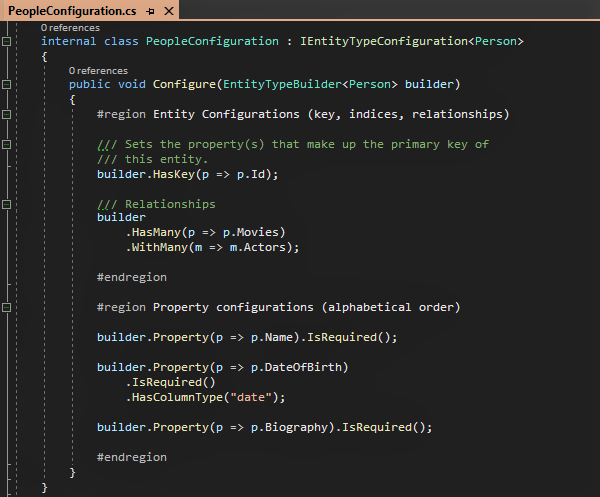 PeopleConfiguration.cs
0 references
internal class PeopleConfiguration : IEntityTypeConfiguration<Person>
{
0 references
public void Configure(EntityTypeBuilder<Person> builder)
{
#region Entity Configurations (key, indices, relationships)
/// Sets the property(s) that make up the primary key of
/// this entity.
builder.HasKey(p => p.Id);
/// Relationships
builder
.HasMany(p => p.Movies)
.WithMany(m => m.Actors);
#endregion
#region Property configurations (alphabetical order)
builder.Property(p => p.Name).IsRequired();
builder.Property(p => p.DateOfBirth)
.IsRequired()
.HasColumnType("date");
builder.Property(p => p.Biography).IsRequired();
#endregion
}
}